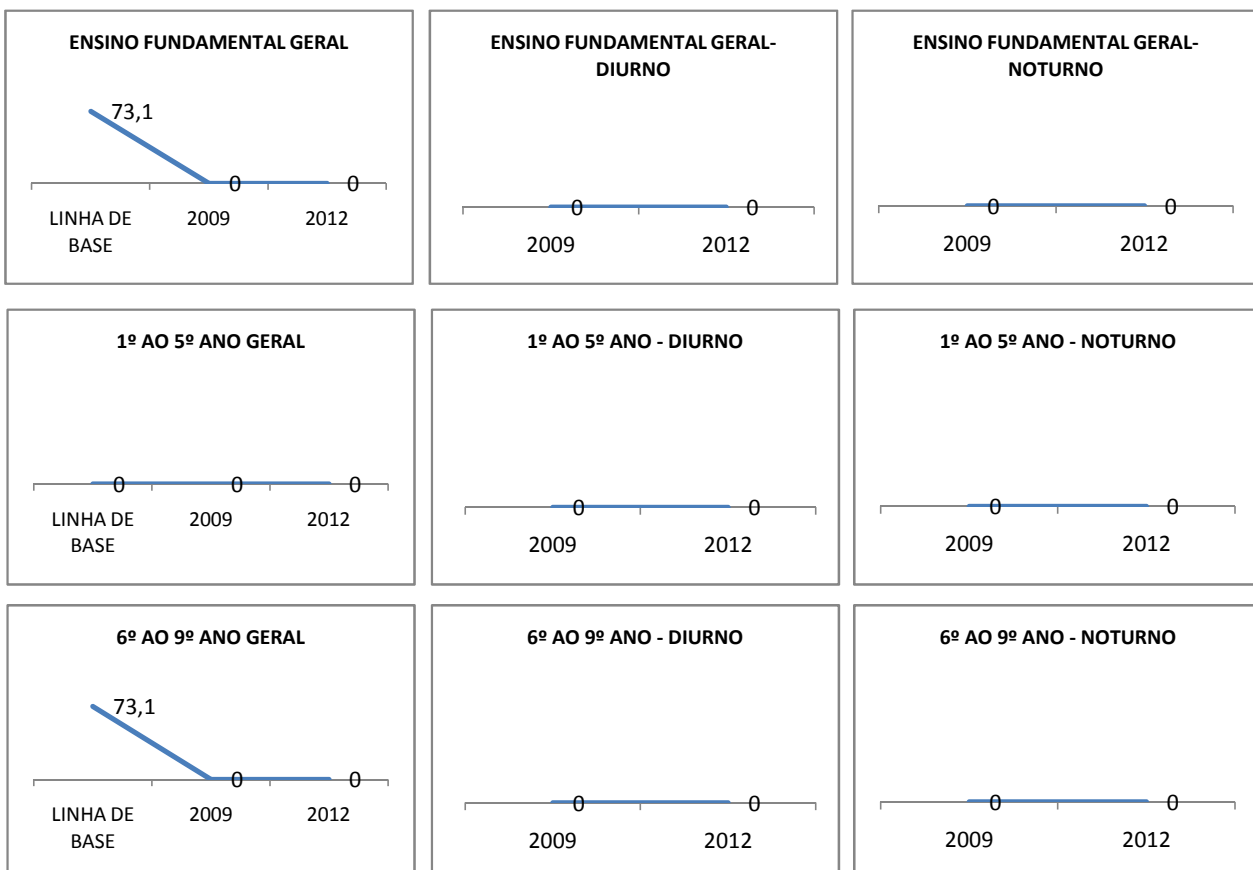 ENSINO FUNDAMENTAL GERAL
73,1
0
0
LINHA DE
BASE
2009
2012
ENSINO FUNDAMENTAL GERAL-
DIURNO
0
0
2009
2012
ENSINO FUNDAMENTAL GERAL-
NOTURNO
0
0
2009
2012
1º AO 5º ANO GERAL
0
0
0
LINHA DE
BASE
2009
2012
1º AO 5º ANO - DIURNO
0
0
2009
2012
1º AO 5º ANO - NOTURNO
0
0
2009
2012
6º AO 9º ANO GERAL
73,1
0
0
LINHA DE
BASE
2009
2012
6º AO 9º ANO - DIURNO
0
0
2009
2012
6º AO 9º ANO - NOTURNO
0
0
2009
2012